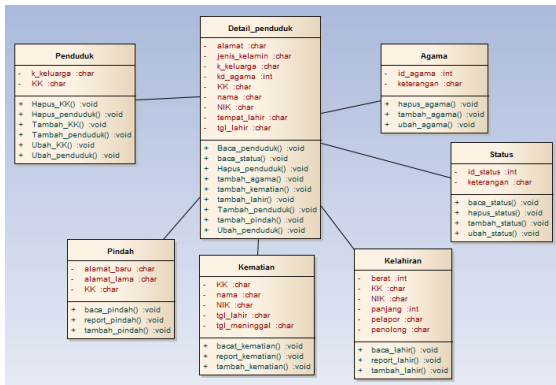 Detail_penduduk
- alamat :char
- jenis_kelamin :char
- k_keluarga :char
- kd_agama :int
- KK :char
- nama :char
- NIK :char
- tempat_lahir :char
- tgl_lahir :char
+ Baca_penduduk() :void
+ baca_status() :void
+ Hapus_penduduk() :void
+ tambah_agama() :void
+ tambah_kematian() :void
+ tambah_lahir() :void
+ Tambah_penduduk() :void
+ tambah_pindah() :void
+ Ubah_penduduk() :void
Penduduk
- k_keluarga :char
- KK :char
+ Hapus_KK() :void
+ Hapus_penduduk() :void
+ Tambah_KK() :void
+ Tambah_penduduk() :void
+ Ubah_KK() :void
+ Ubah_penduduk() :void
Agama
- id_agama :int
- keterangan :char
+ hapus_agama() :void
+ tambah_agama() :void
+ ubah_agama() :void
Status
- id_status :int
- keterangan :char
+ baca_status() :void
+ hapus_status() :void
+ tambah_status() :void
+ ubah_status() :void
Pindah
- alamat_baru :char
- alamat_lama :char
- KK :char
+ baca_pindah() :void
+ report_pindah() :void
+ tambah_pindah() :void
Kematian
- KK :char
- nama :char
- NIK :char
- tgl_lahir :char
- tgl_meninggal :char
+ bacat_kematian() :void
+ report_kematian() :void
+ tambah_kematian() :void
Kelahiran
- berat :int
- KK :char
- NIK :char
- panjang :int
- pelapor :char
- penolong :char
+ baca_lahir() :void
+ report_lahir() :void
+ tambah_lahir() :void